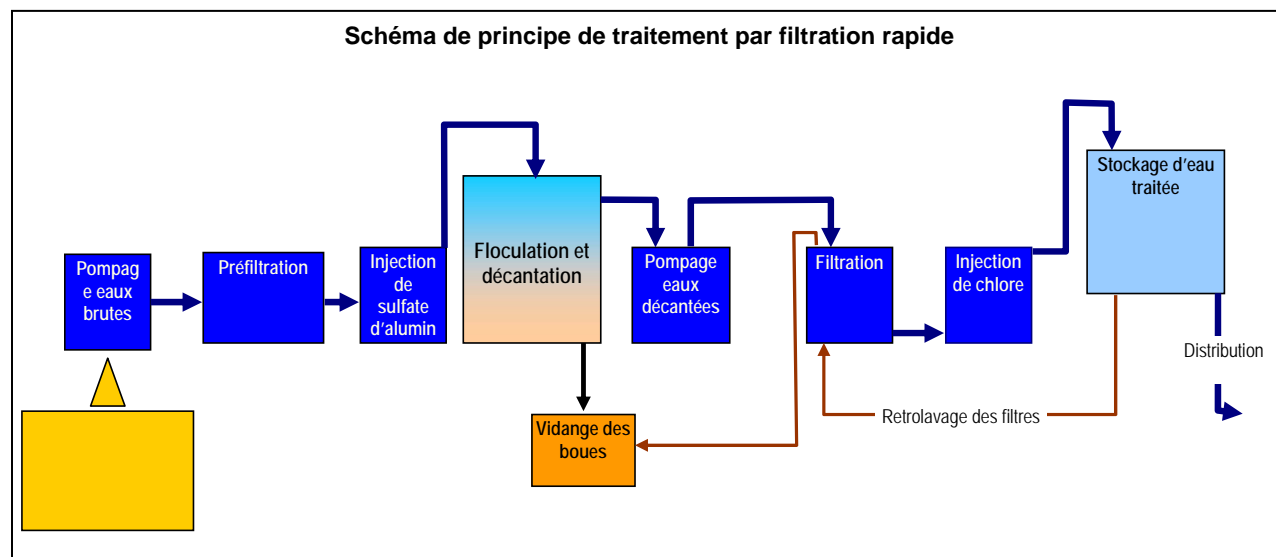 Schéma de principe de traitement par filtration rapide
Pompag
e eaux
brutes
Préfiltration
Injection
de
sulfate
d'alumin
Floculation et
décantation
Pompage
eaux
décantées
Filtration
Injection
de chlore
Stockage d'eau
traitée
Distribution
Retrolavage des filtres
Vidange des
boues